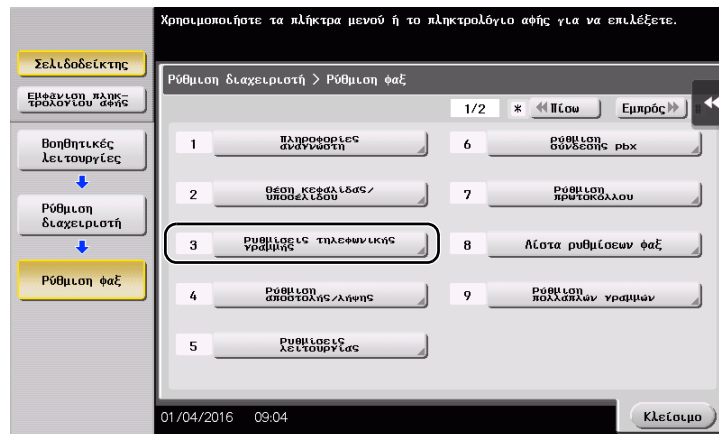 Χρησιμοποιήστε τα πλήκτρα μενού ή το πληκτρολόγιο αφής για να επιλέξετε.
Σελιδοδείκτης
Εμφάνιση πληκ-
τρολογίου αφής
Βοηθητικές
λειτουργίες
Ρύθμιση
διαχειριστή
Ρύθμιση φαξ
Ρύθμιση διαχειριστή > Ρύθμιση φαξ
1/2 * Πίσω Εμπρός
1 Πληροφορίες
αναγνώστη
2 Θέση κεφαλίδας/
υποσέλιδου
3 Ρυθμίσεις τηλεφωνικής
γραμμής
4 Ρύθμιση
αποστολής/λήψης
5 Ρυθμίσεις
λειτουργίας
6 Ρύθμιση
σύνδεσης pbx
7 Ρύθμιση
πρωτοκόλλου
8 Λίστα ρυθμίσεων φαξ
9 Ρύθμιση
πολλαπλών γραμμών
01/04/2016 09:04
Κλείσιμο